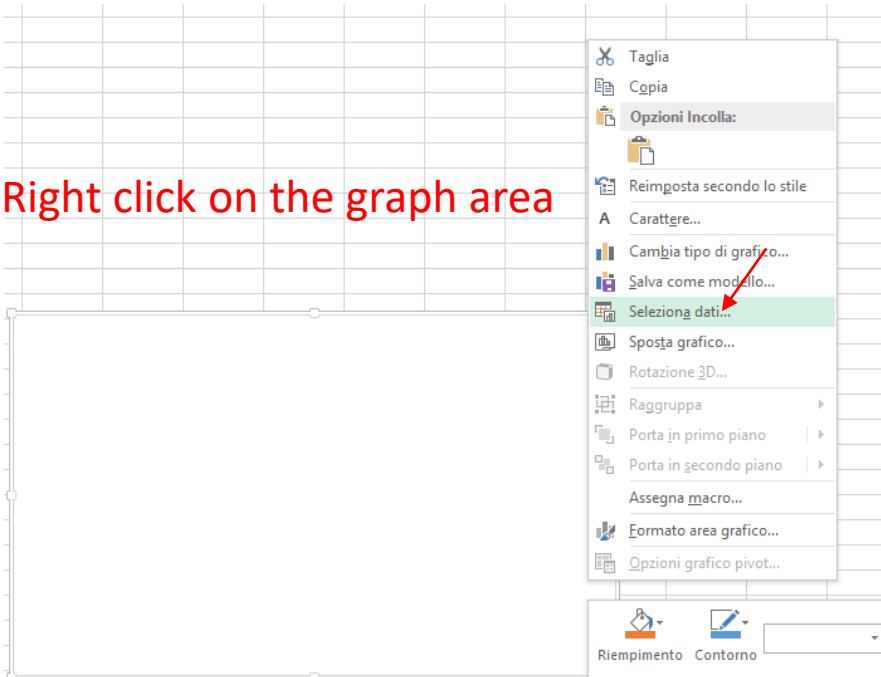 Taglia
Copia
Opzioni Incolla:
Right click on the graph area
Reimposta secondo lo stile
A Carattere...
Cambia tipo di grafico...
Salva come modello...
Seleziona dati...
Sposta grafico...
Rotazione 3D...
Raggruppa
Porta in primo piano
Porta in secondo piano
Assegna macro...
Formato area grafico...
Opzioni grafico pivot...
Riempimento Contorno